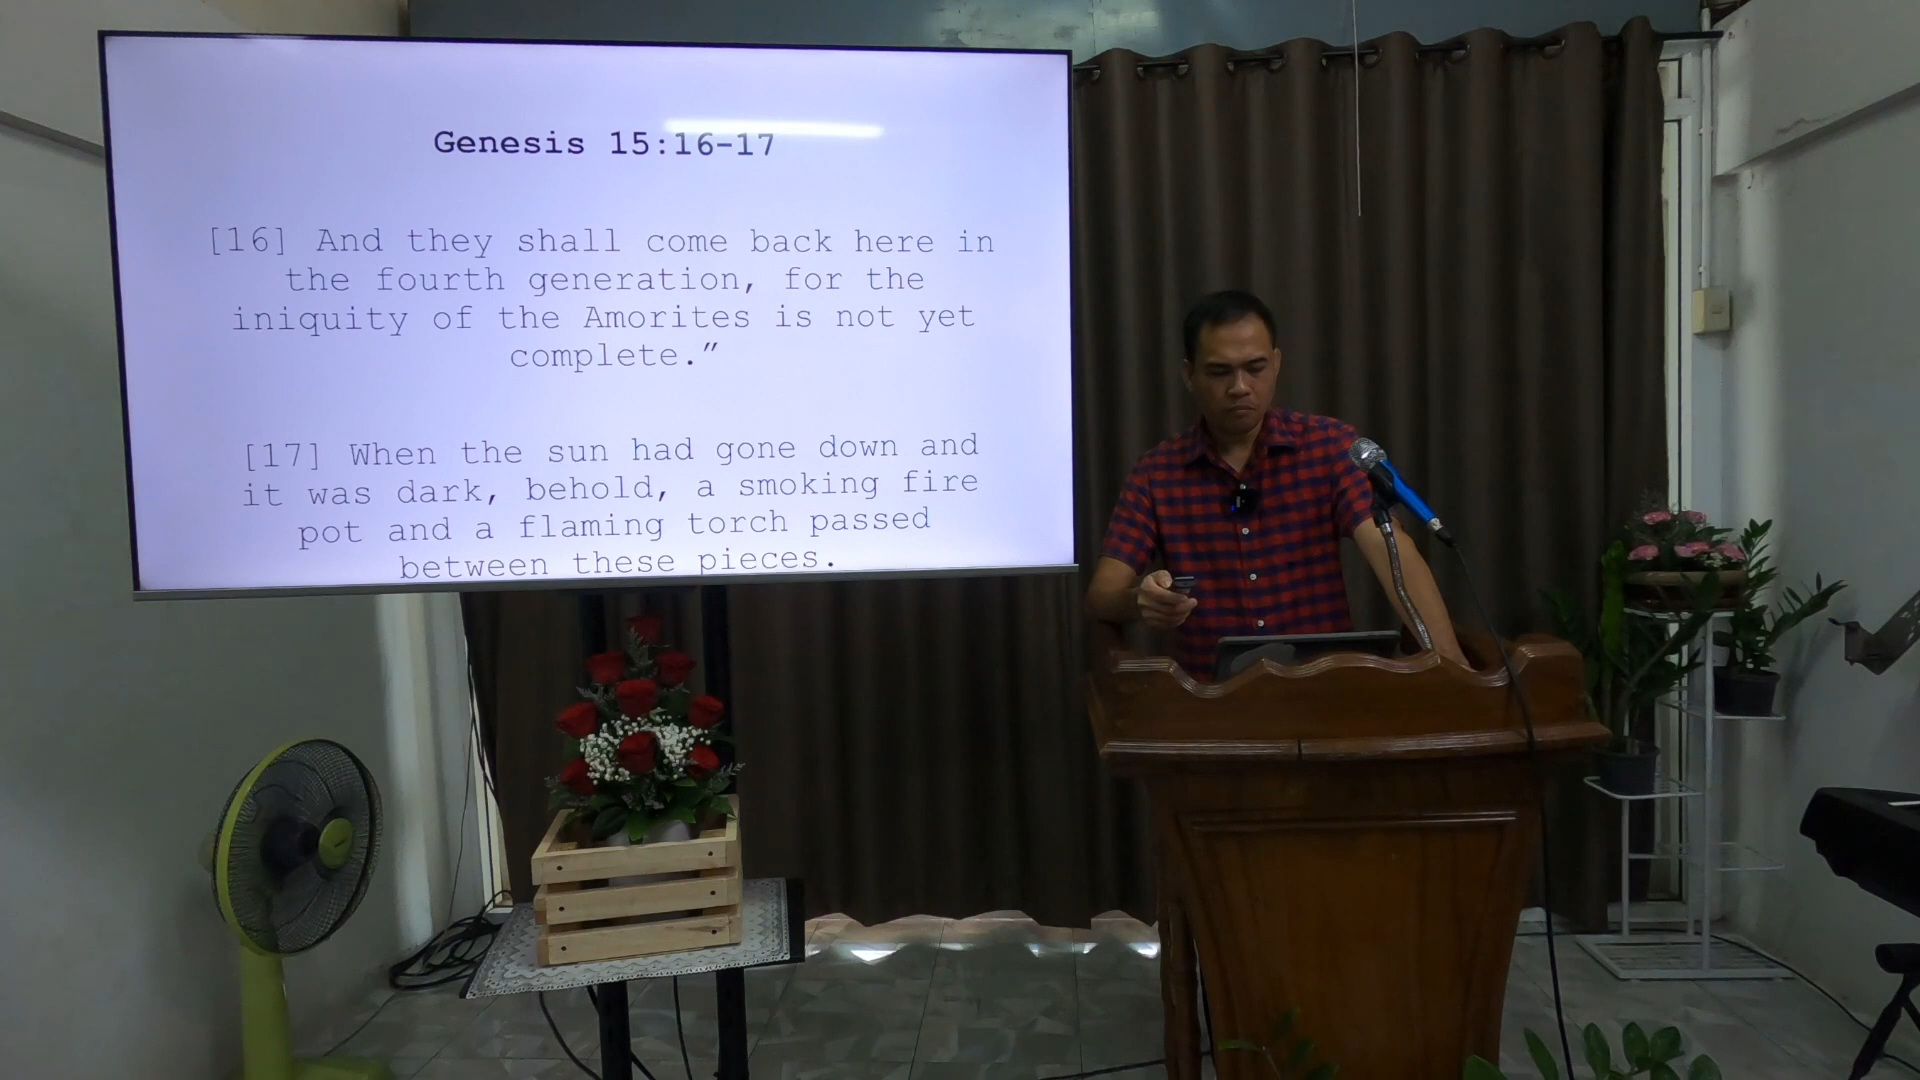 Genesis 15:16-17
[16] And they shall come back here in
the fourth generation, for the
iniquity of the Amorites is not yet
complete.”
[17] When the sun had gone down and
it was dark, behold, a smoking fire
pot and a flaming torch passed
between these pieces.